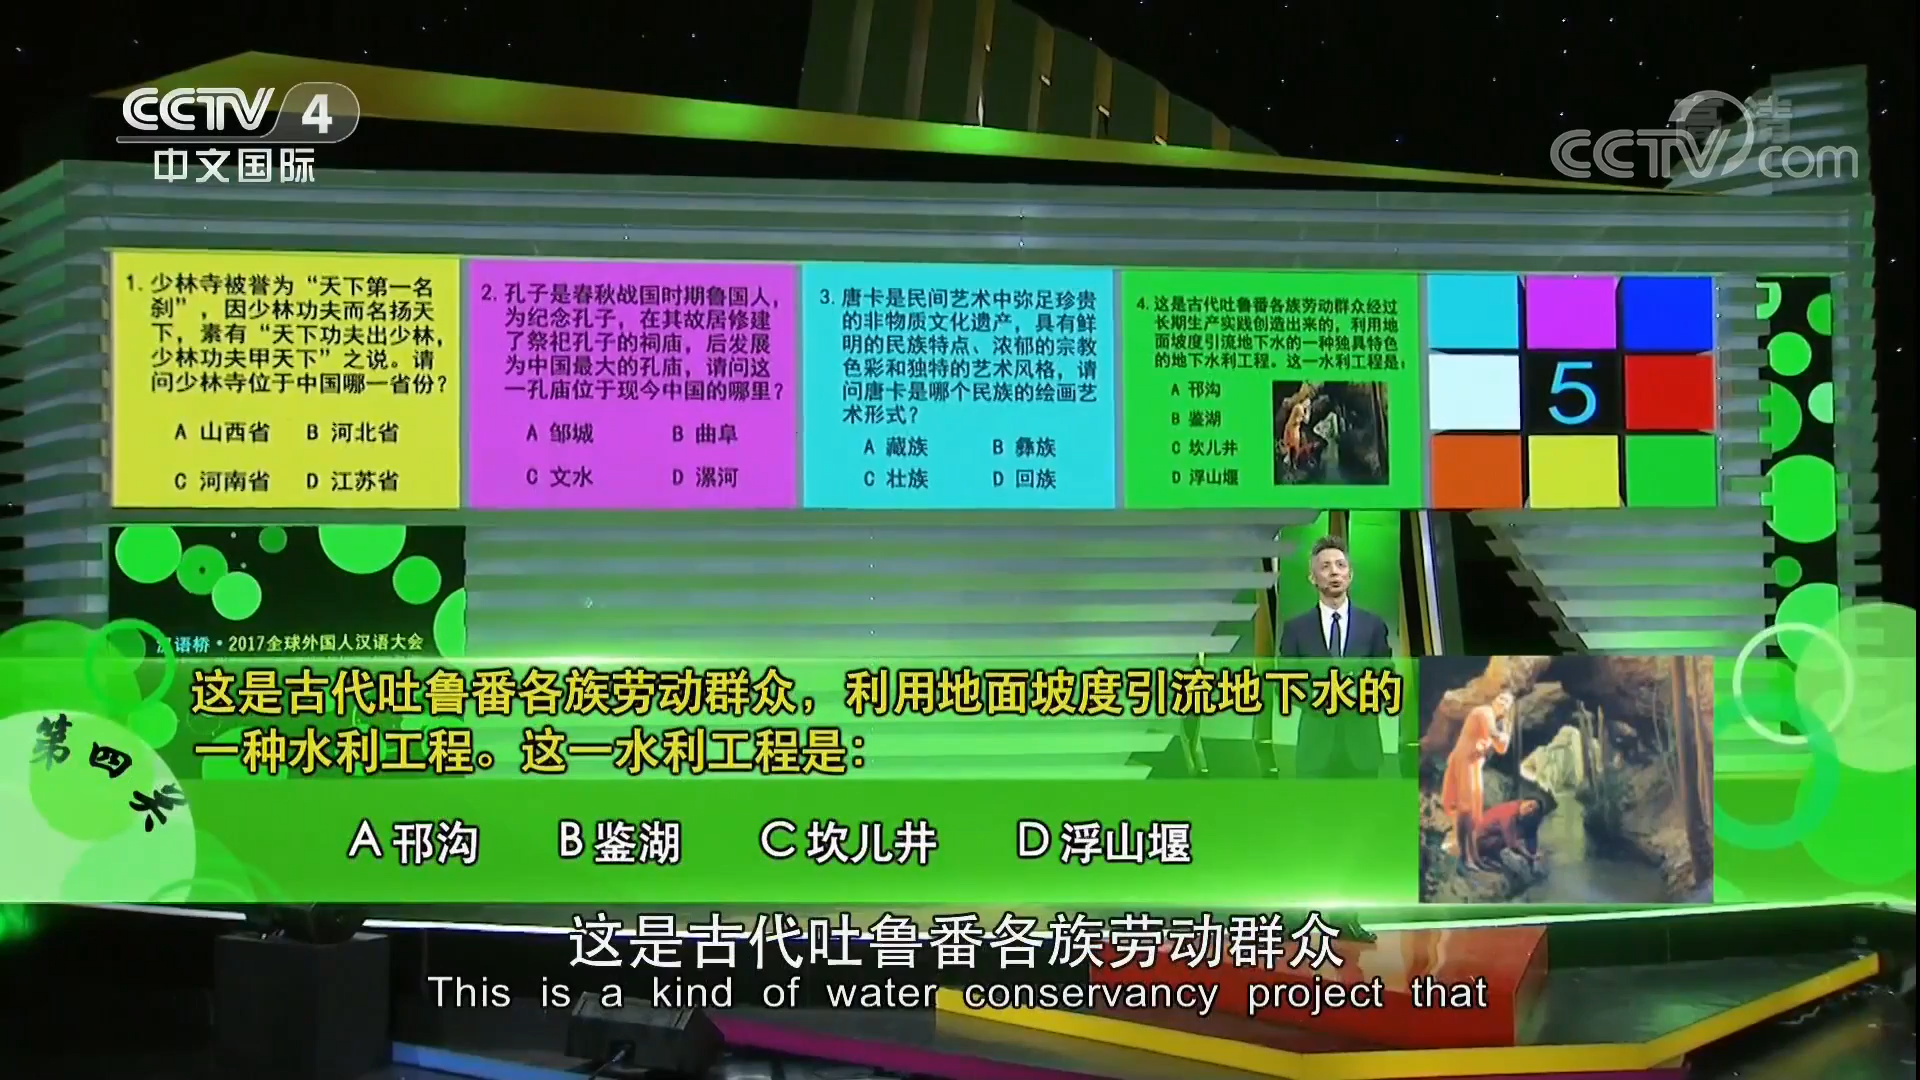 CCTV 4
中文国际
高清
CCTV.com
1. 少林寺被誉为“天下第一名
刹”，因少林功夫而名扬天
下，素有“天下功夫出少林，
少林功夫甲天下”之说。请
问少林寺位于中国哪一省份？
A 山西省 B 河北省
C 河南省 D 江苏省
2. 孔子是春秋战国时期鲁国人，
为纪念孔子，在其故居修建
了祭祀孔子的祠庙，后发展
为中国最大的孔庙，请问这
一孔庙位于现今中国的哪里？
A 邹城 B 曲阜
C 文水 D 漯河
3. 唐卡是民间艺术中弥足珍贵
的非物质文化遗产，具有鲜
明的民族特点、浓郁的宗教
色彩和独特的艺术风格，请
问唐卡是哪个民族的绘画艺
术形式？
A 藏族 B 彝族
C 壮族 D 回族
4. 这是古代吐鲁番各族劳动群众经过
长期生产实践创造出来的，利用地
面坡度引流地下水的一种独具特色
的地下水利工程。这一水利工程是：
A 邗沟
B 鉴湖
C 坎儿井
D 浮山堰
5
汉语桥·2017全球外国人汉语大会
第四关
这是古代吐鲁番各族劳动群众，利用地面坡度引流地下水的
一种水利工程。这一水利工程是：
A 邗沟 B 鉴湖 C 坎儿井 D 浮山堰
这是古代吐鲁番各族劳动群众
This is a kind of water conservancy project that